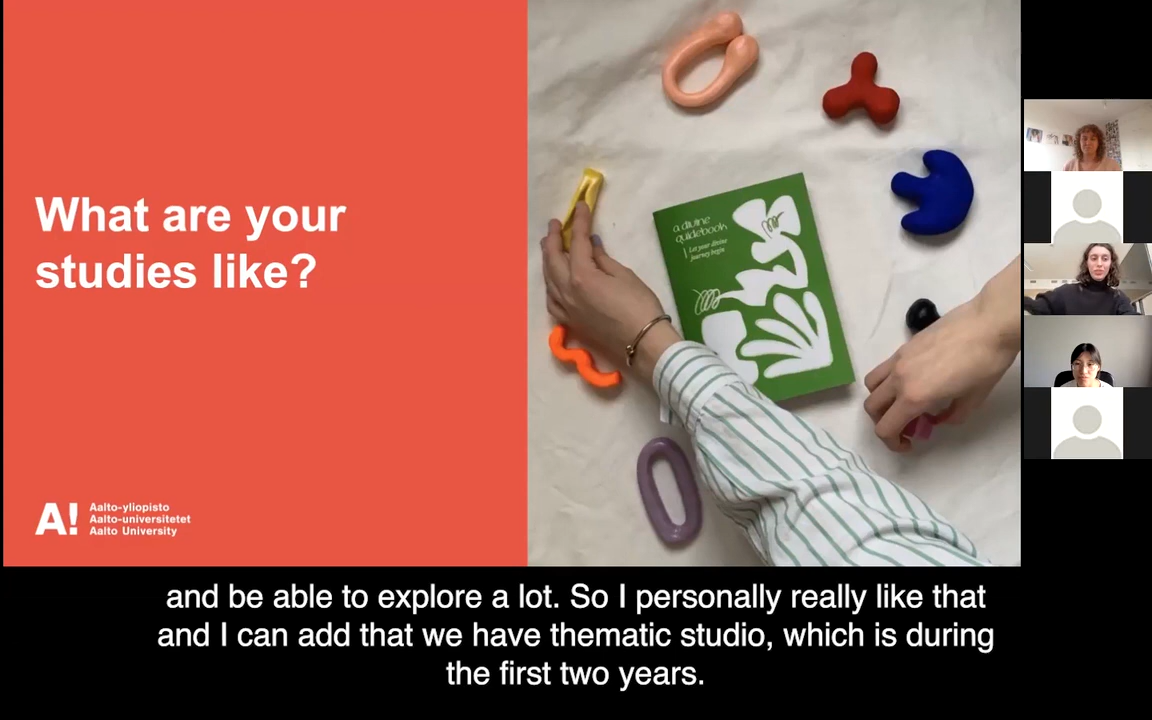 What are your
studies like?
a divine
guidebook
Let your divine
journey begin
A!
Aalto-yliopisto
Aalto-universitetet
Aalto University
and be able to explore a lot. So I personally really like that
and I can add that we have thematic studio, which is during
the first two years.